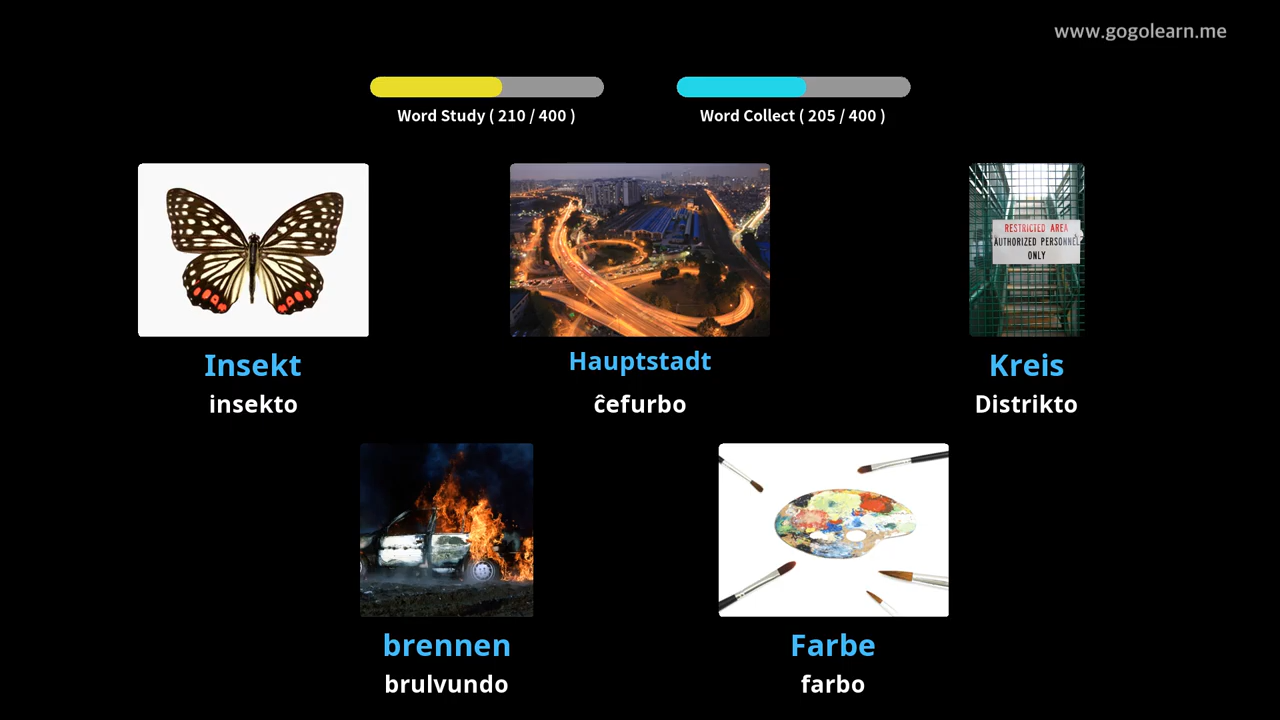 www.gogolearn.me
Word Study ( 210 / 400 )
Word Collect ( 205 / 400 )
RESTRICTED AREA
AUTHORIZED PERSONNEL
ONLY
Insekt
insekto
Hauptstadt
ĉefurbo
Kreis
Distrikto
brennen
brulvundo
Farbe
farbo